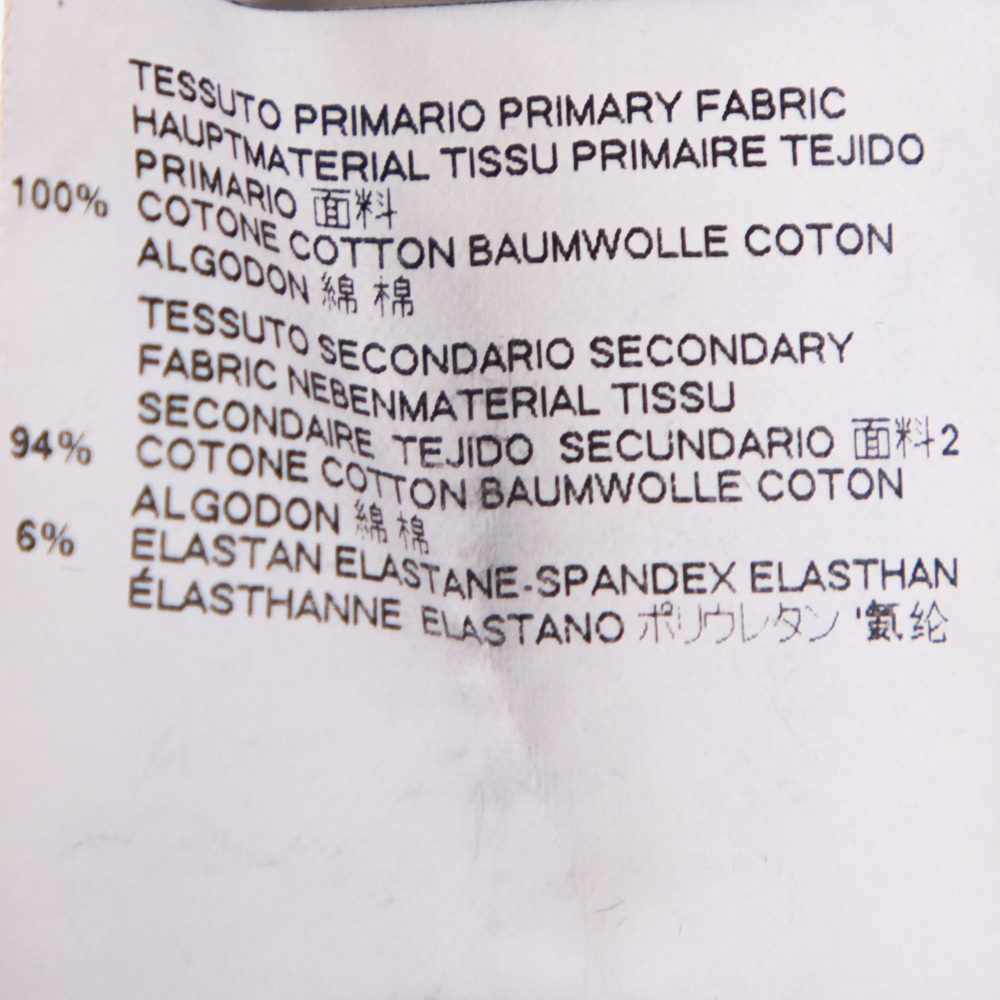 TESSUTO PRIMARIO PRIMARY FABRIC
HAUPTMATERIAL TISSU PRIMAIRE TEJIDO
PRIMARIO 面料
100% COTONE COTTON BAUMWOLLE COTON
ALGODON 綿 棉
TESSUTO SECONDARIO SECONDARY
FABRIC NEBENMATERIAL TISSU
SECONDAIRE TEJIDO SECUNDARIO 面料2
94% COTONE COTTON BAUMWOLLE COTON
ALGODON 綿 棉
6% ELASTAN ELASTANE-SPANDEX ELASTHAN
ÉLASTHANNE ELASTANO ポリウレタン '氨纶